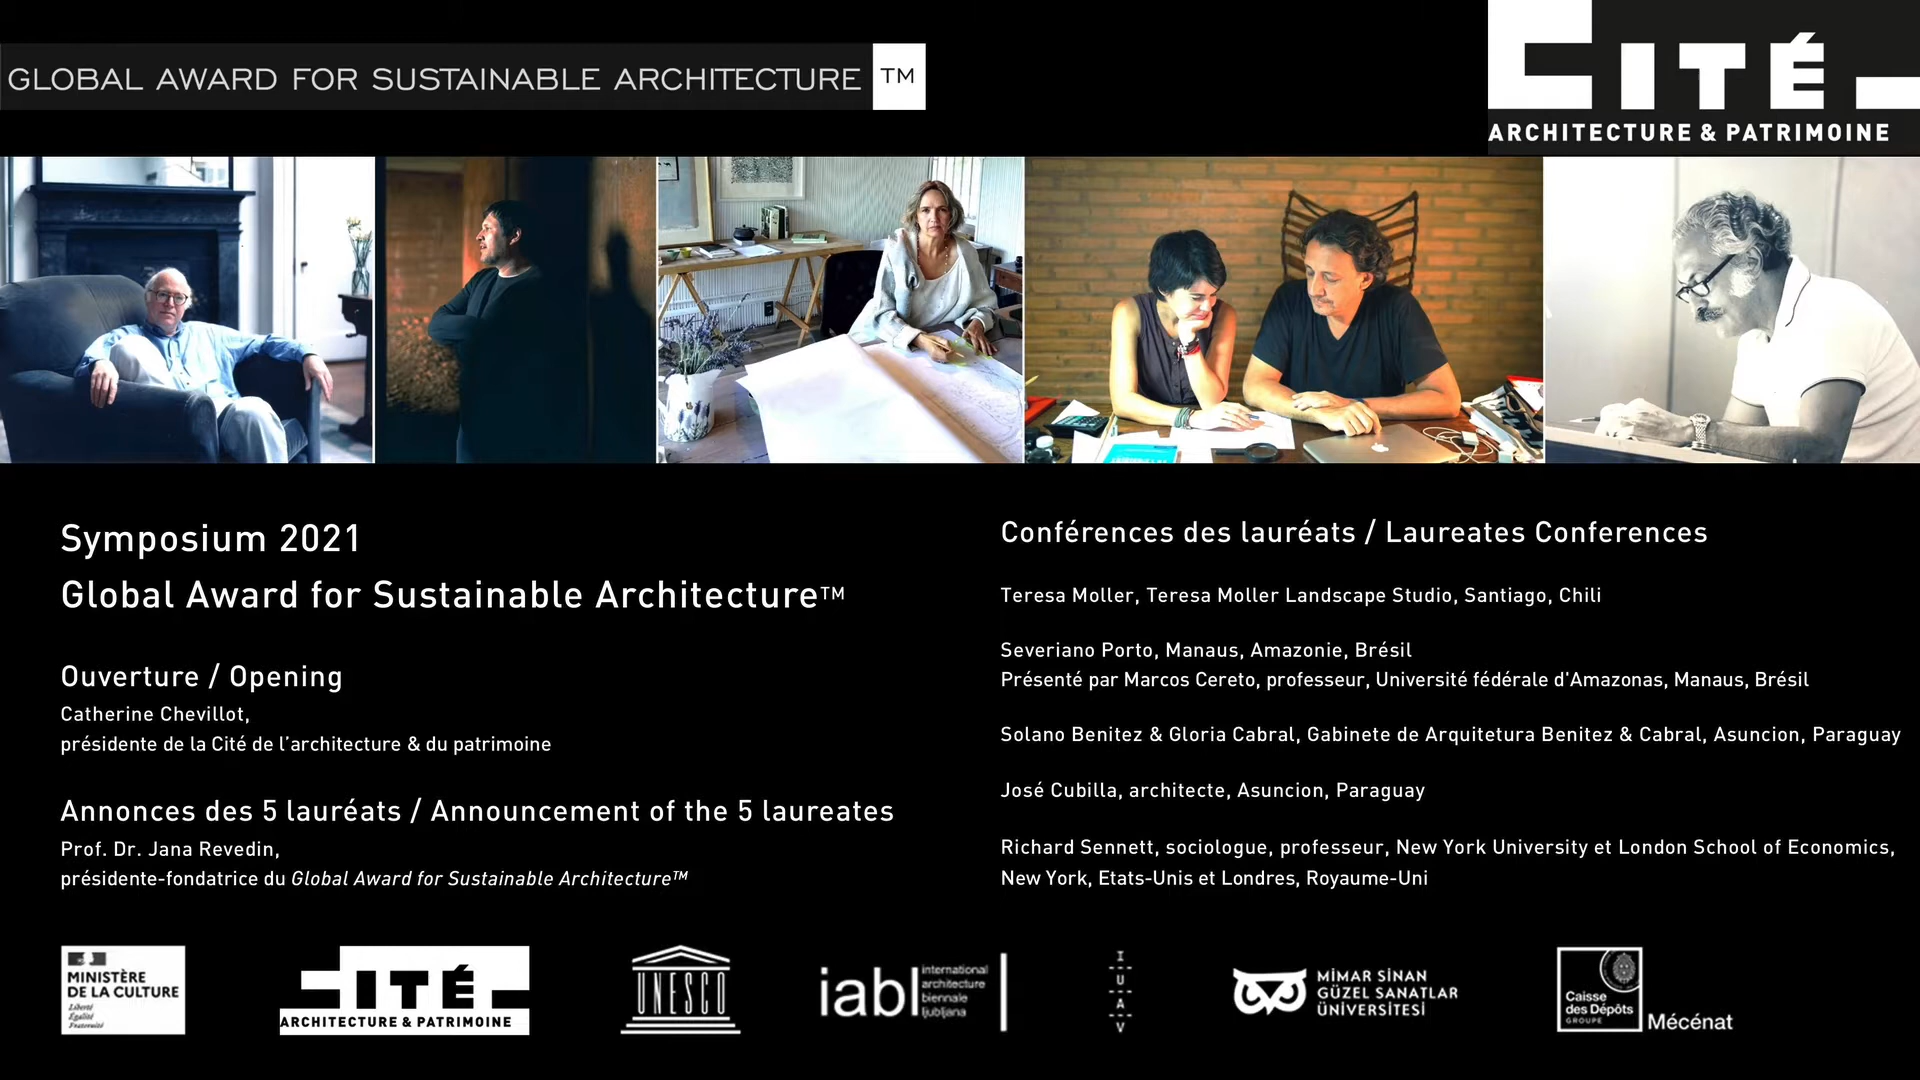 GLOBAL AWARD FOR SUSTAINABLE ARCHITECTURE TM
CITÉ
ARCHITECTURE & PATRIMOINE
Symposium 2021
Global Award for Sustainable Architecture™
Ouverture / Opening
Catherine Chevillot,
présidente de la Cité de l’architecture & du patrimoine
Annonces des 5 lauréats / Announcement of the 5 laureates
Prof. Dr. Jana Revedin,
présidente-fondatrice du Global Award for Sustainable Architecture™
Conférences des lauréats / Laureates Conferences
Teresa Moller, Teresa Moller Landscape Studio, Santiago, Chili
Severiano Porto, Manaus, Amazonie, Brésil
Présenté par Marcos Cereto, professeur, Université fédérale d'Amazonas, Manaus, Brésil
Solano Benitez & Gloria Cabral, Gabinete de Arquitetura Benitez & Cabral, Asuncion, Paraguay
José Cubilla, architecte, Asuncion, Paraguay
Richard Sennett, sociologue, professeur, New York University et London School of Economics,
New York, Etats-Unis et Londres, Royaume-Uni
MINISTÈRE
DE LA CULTURE
Liberté
Égalité
Fraternité
CITÉ
ARCHITECTURE & PATRIMOINE
UNESCO
iab
international
architecture
biennale
ljubljana
I
U
A
V
MİMAR SİNAN
GÜZEL SANATLAR
ÜNİVERSİTESİ
Caisse
des Dépôts
GROUPE
Mécénat